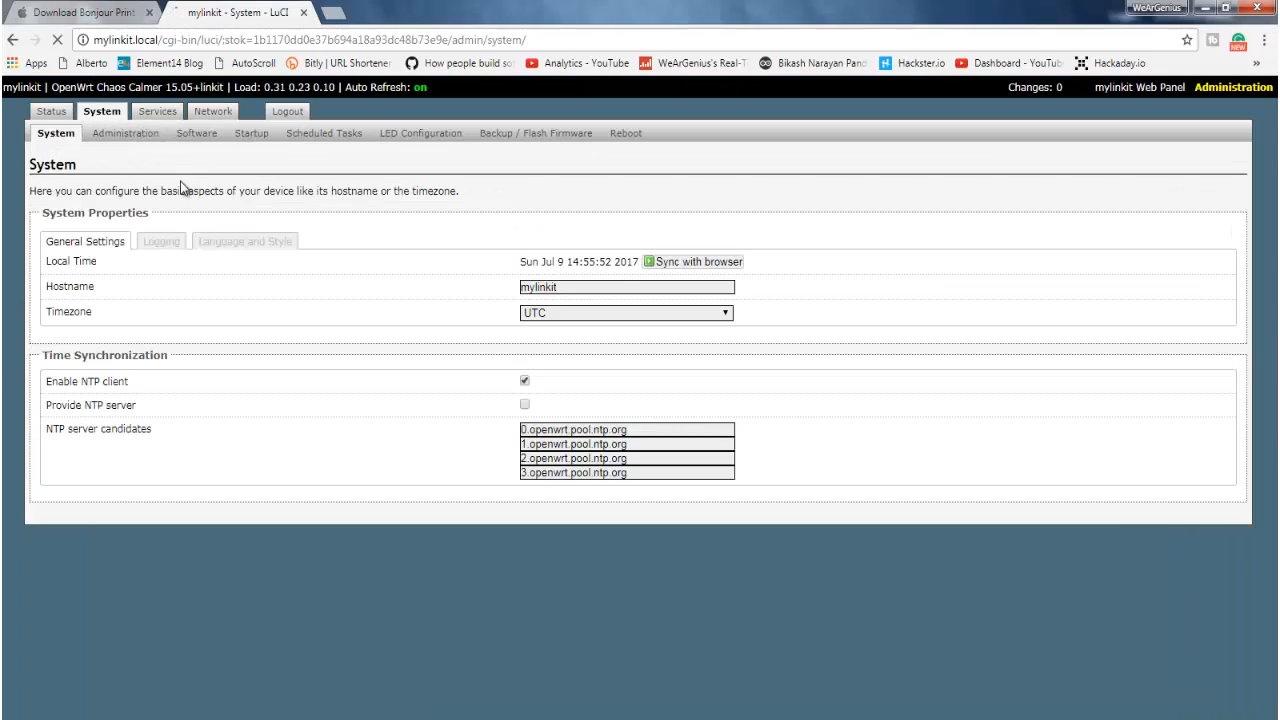 WeArGenius
Download Bonjour Print
mylinkit - System - LuCI
mylinkit.local/cgi-bin/luci/;stok=1b1170dd0e37b694a18a93dc48b73e9e/admin/system/
NEW
Apps Alberto Element14 Blog AutoScroll Bitly | URL Shortener How people build so Analytics - YouTube WeArGenius's Real-T Bikash Narayan Pand Hackster.io Dashboard - YouTube Hackaday.io »
mylinkit | OpenWrt Chaos Calmer 15.05+linkit | Load: 0.31 0.23 0.10 | Auto Refresh: on Changes: 0 mylinkit Web Panel Administration
Status System Services Network Logout
System Administration Software Startup Scheduled Tasks LED Configuration Backup / Flash Firmware Reboot
System
Here you can configure the basic aspects of your device like its hostname or the timezone.
System Properties
General Settings Logging Language and Style
Local Time Sun Jul 9 14:55:52 2017 Sync with browser
Hostname mylinkit
Timezone UTC
Time Synchronization
Enable NTP client
Provide NTP server
NTP server candidates 0.openwrt.pool.ntp.org
1.openwrt.pool.ntp.org
2.openwrt.pool.ntp.org
3.openwrt.pool.ntp.org